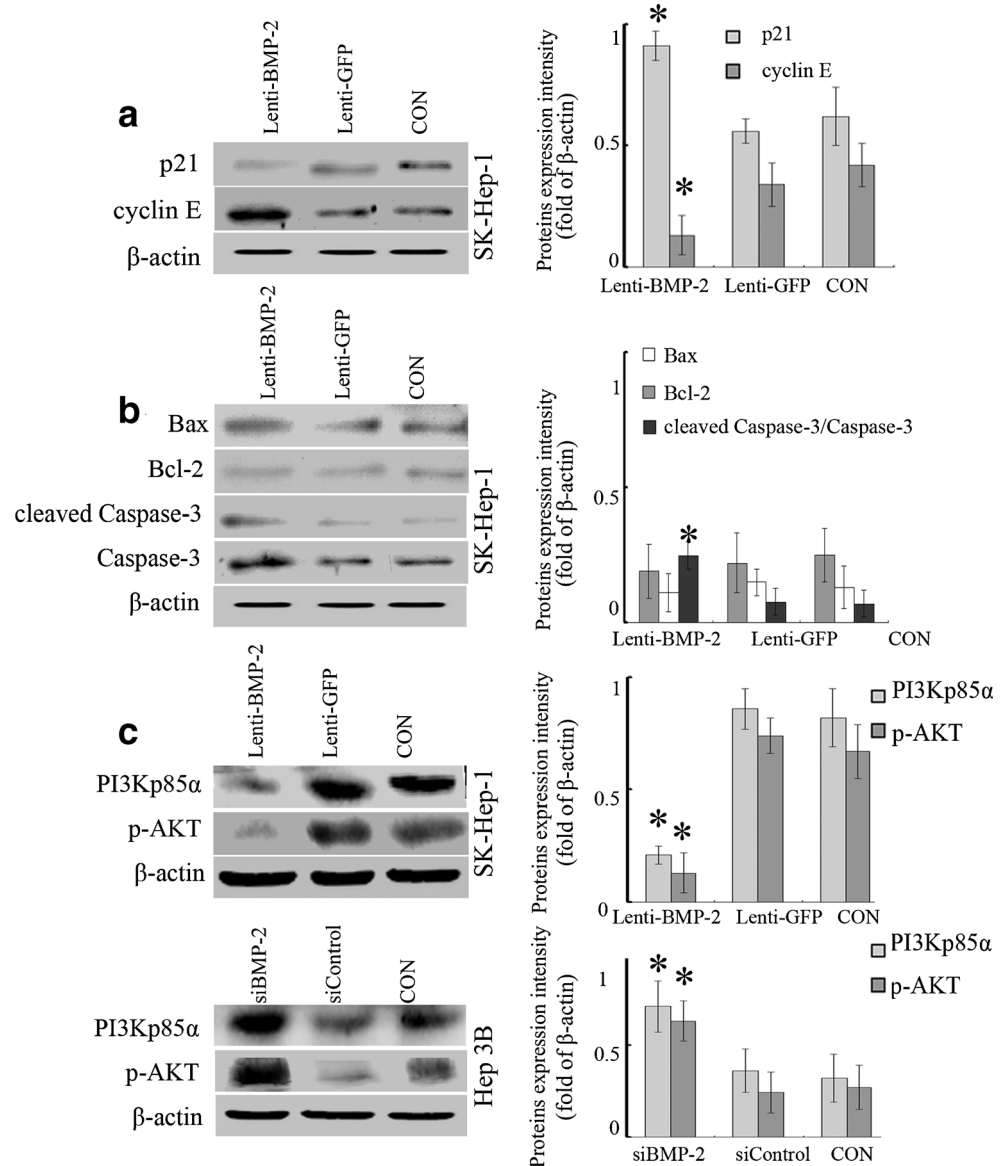 a
Lenti-BMP-2
Lenti-GFP
CON
p21
cyclin E
β-actin
SK-Hep-1
Proteins expression intensity
(fold of β-actin)
1
0.5
0
*
*
p21
cyclin E
Lenti-BMP-2 Lenti-GFP CON
b
Lenti-BMP-2
Lenti-GFP
CON
Bax
Bcl-2
cleaved Caspase-3
Caspase-3
β-actin
SK-Hep-1
Proteins expression intensity
(fold of β-actin)
1
0.5
0
Bax
Bcl-2
cleaved Caspase-3/Caspase-3
*
Lenti-BMP-2 Lenti-GFP CON
c
Lenti-BMP-2
Lenti-GFP
CON
PI3Kp85α
p-AKT
β-actin
SK-Hep-1
Proteins expression intensity
(fold of β-actin)
1
0.5
0
* *
PI3Kp85α
p-AKT
Lenti-BMP-2 Lenti-GFP CON
siBMP-2
siControl
CON
PI3Kp85α
p-AKT
β-actin
Hep 3B
Proteins expression intensity
(fold of β-actin)
1
0.5
0
* *
PI3Kp85α
p-AKT
siBMP-2 siControl CON